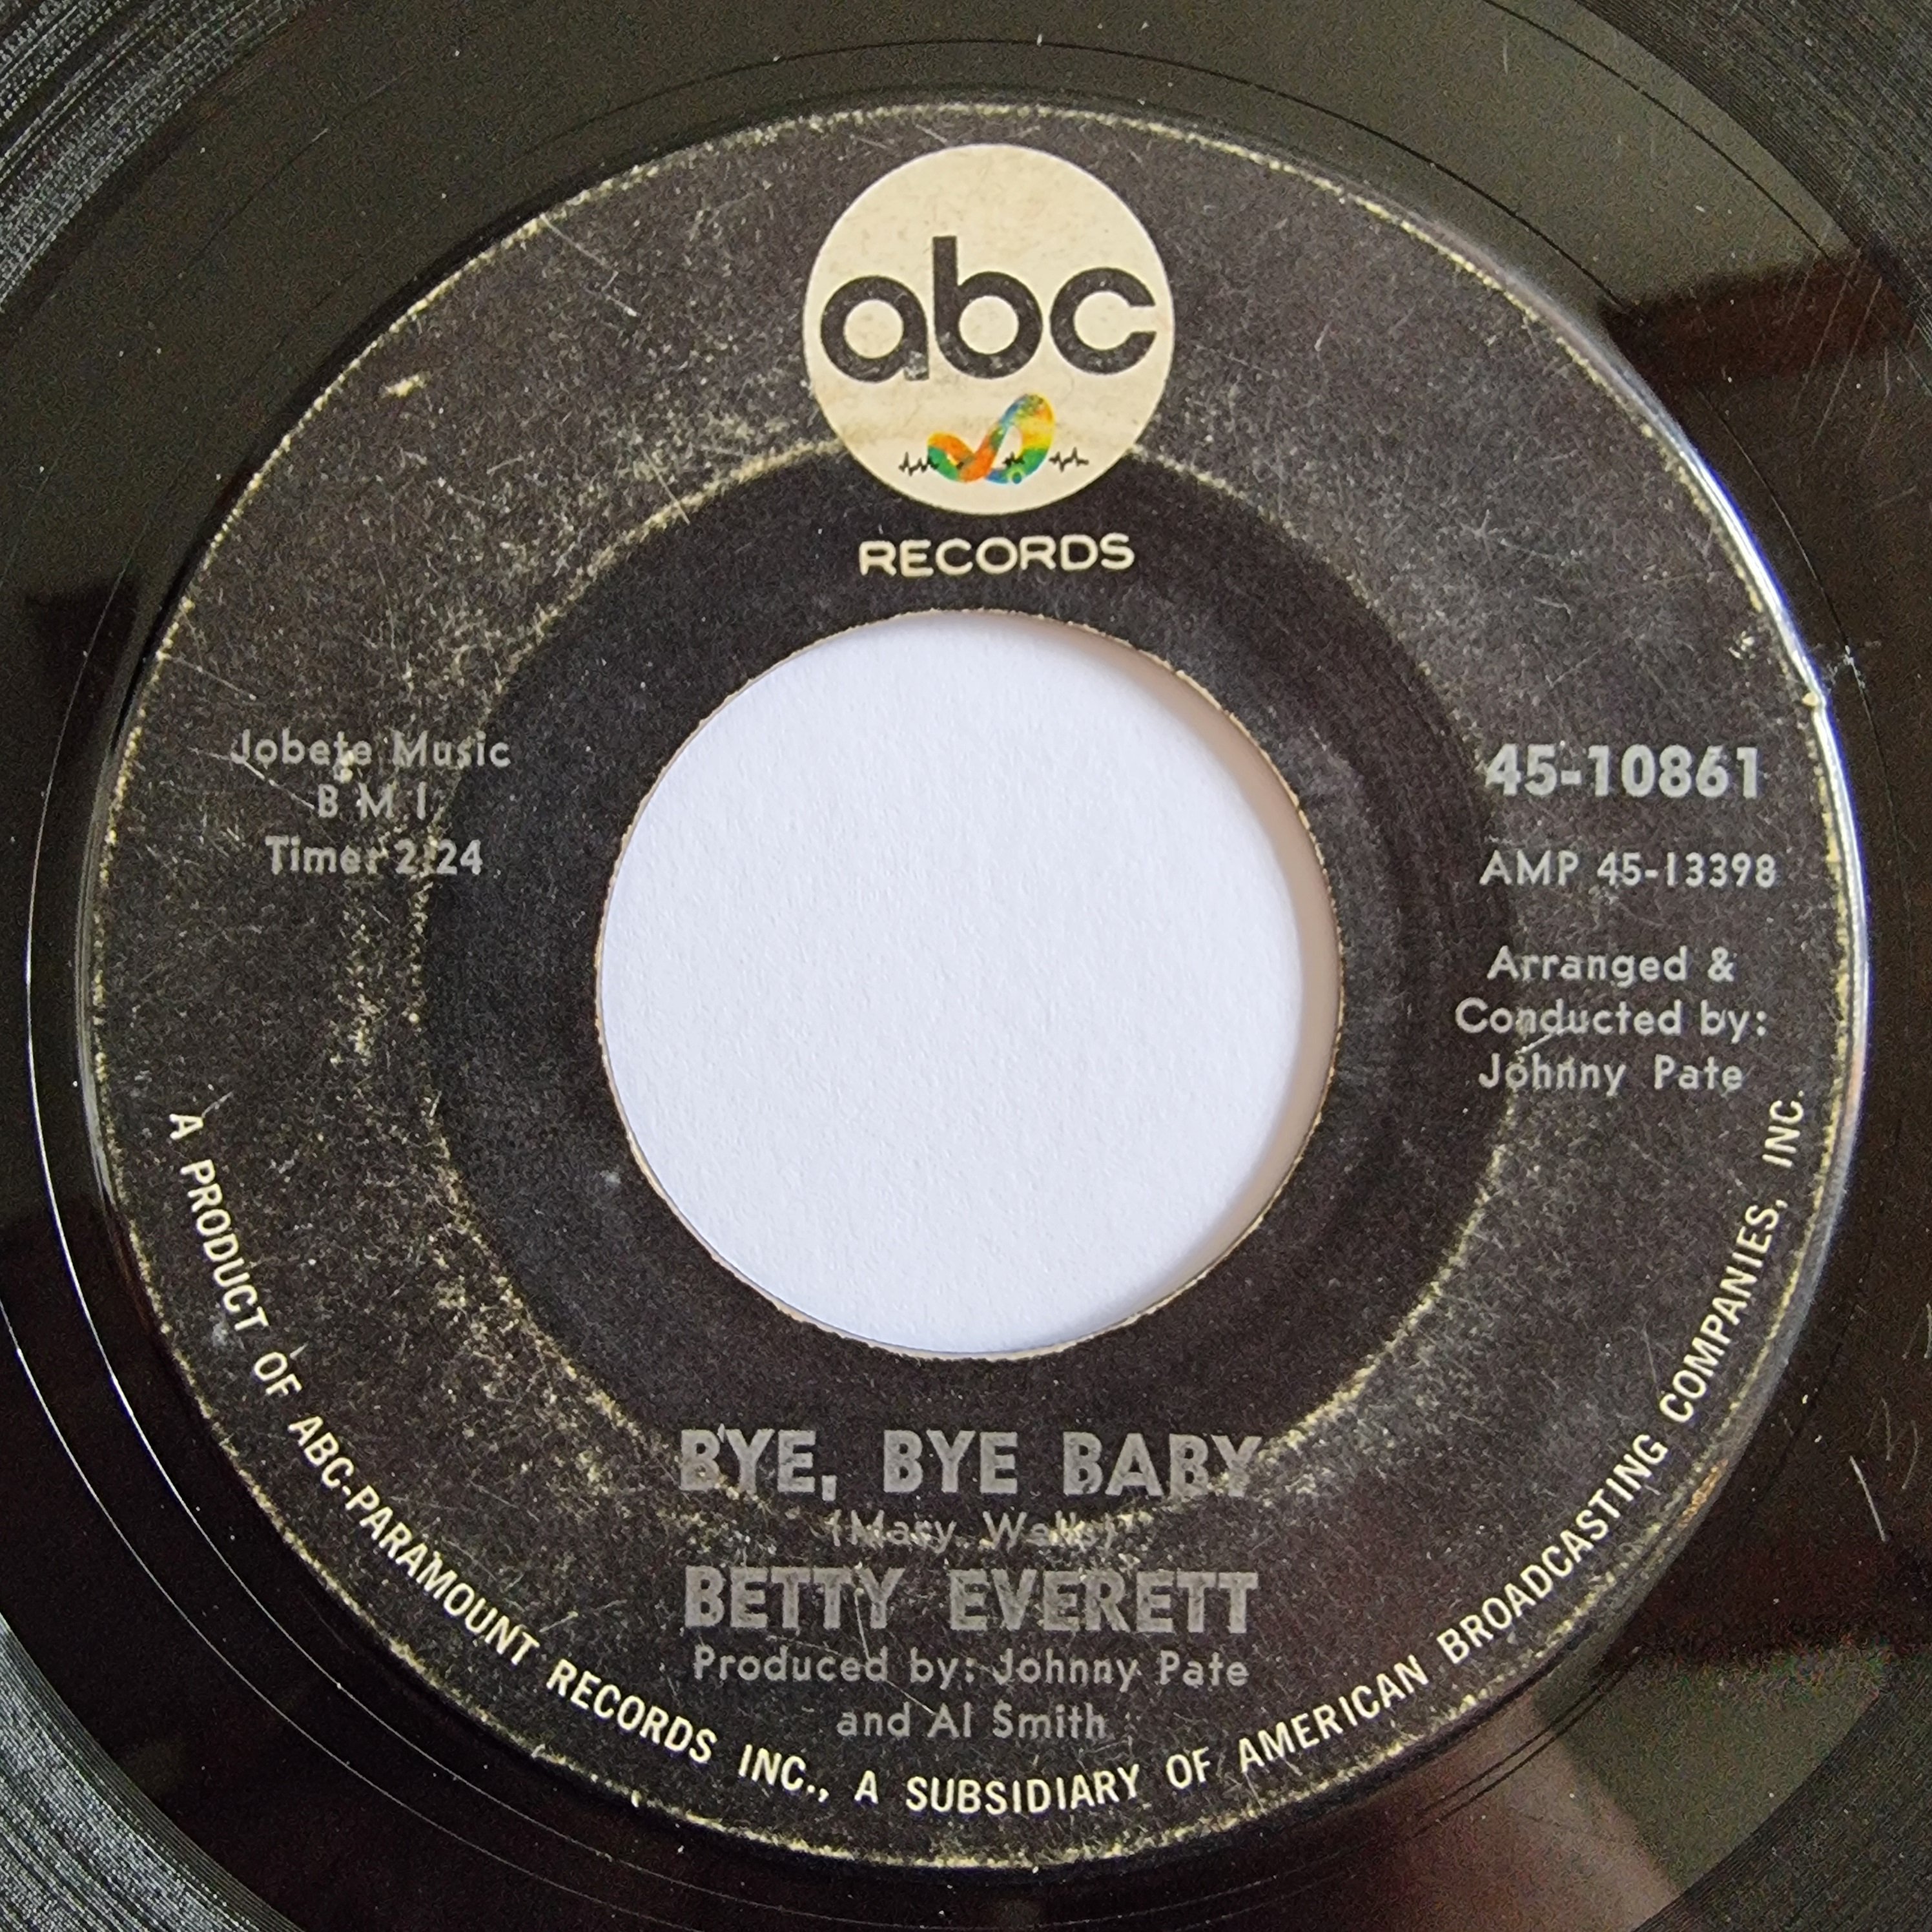 abc
RECORDS
Jobete Music
B M I
Time: 2:24
45-10861
AMP 45-13398
Arranged &
Conducted by:
Johnny Pate
BYE, BYE BABY
(Mary Wells)
BETTY EVERETT
Produced by: Johnny Pate
and Al Smith
A PRODUCT OF ABC-PARAMOUNT RECORDS INC., A SUBSIDIARY OF AMERICAN BROADCASTING COMPANIES, INC.